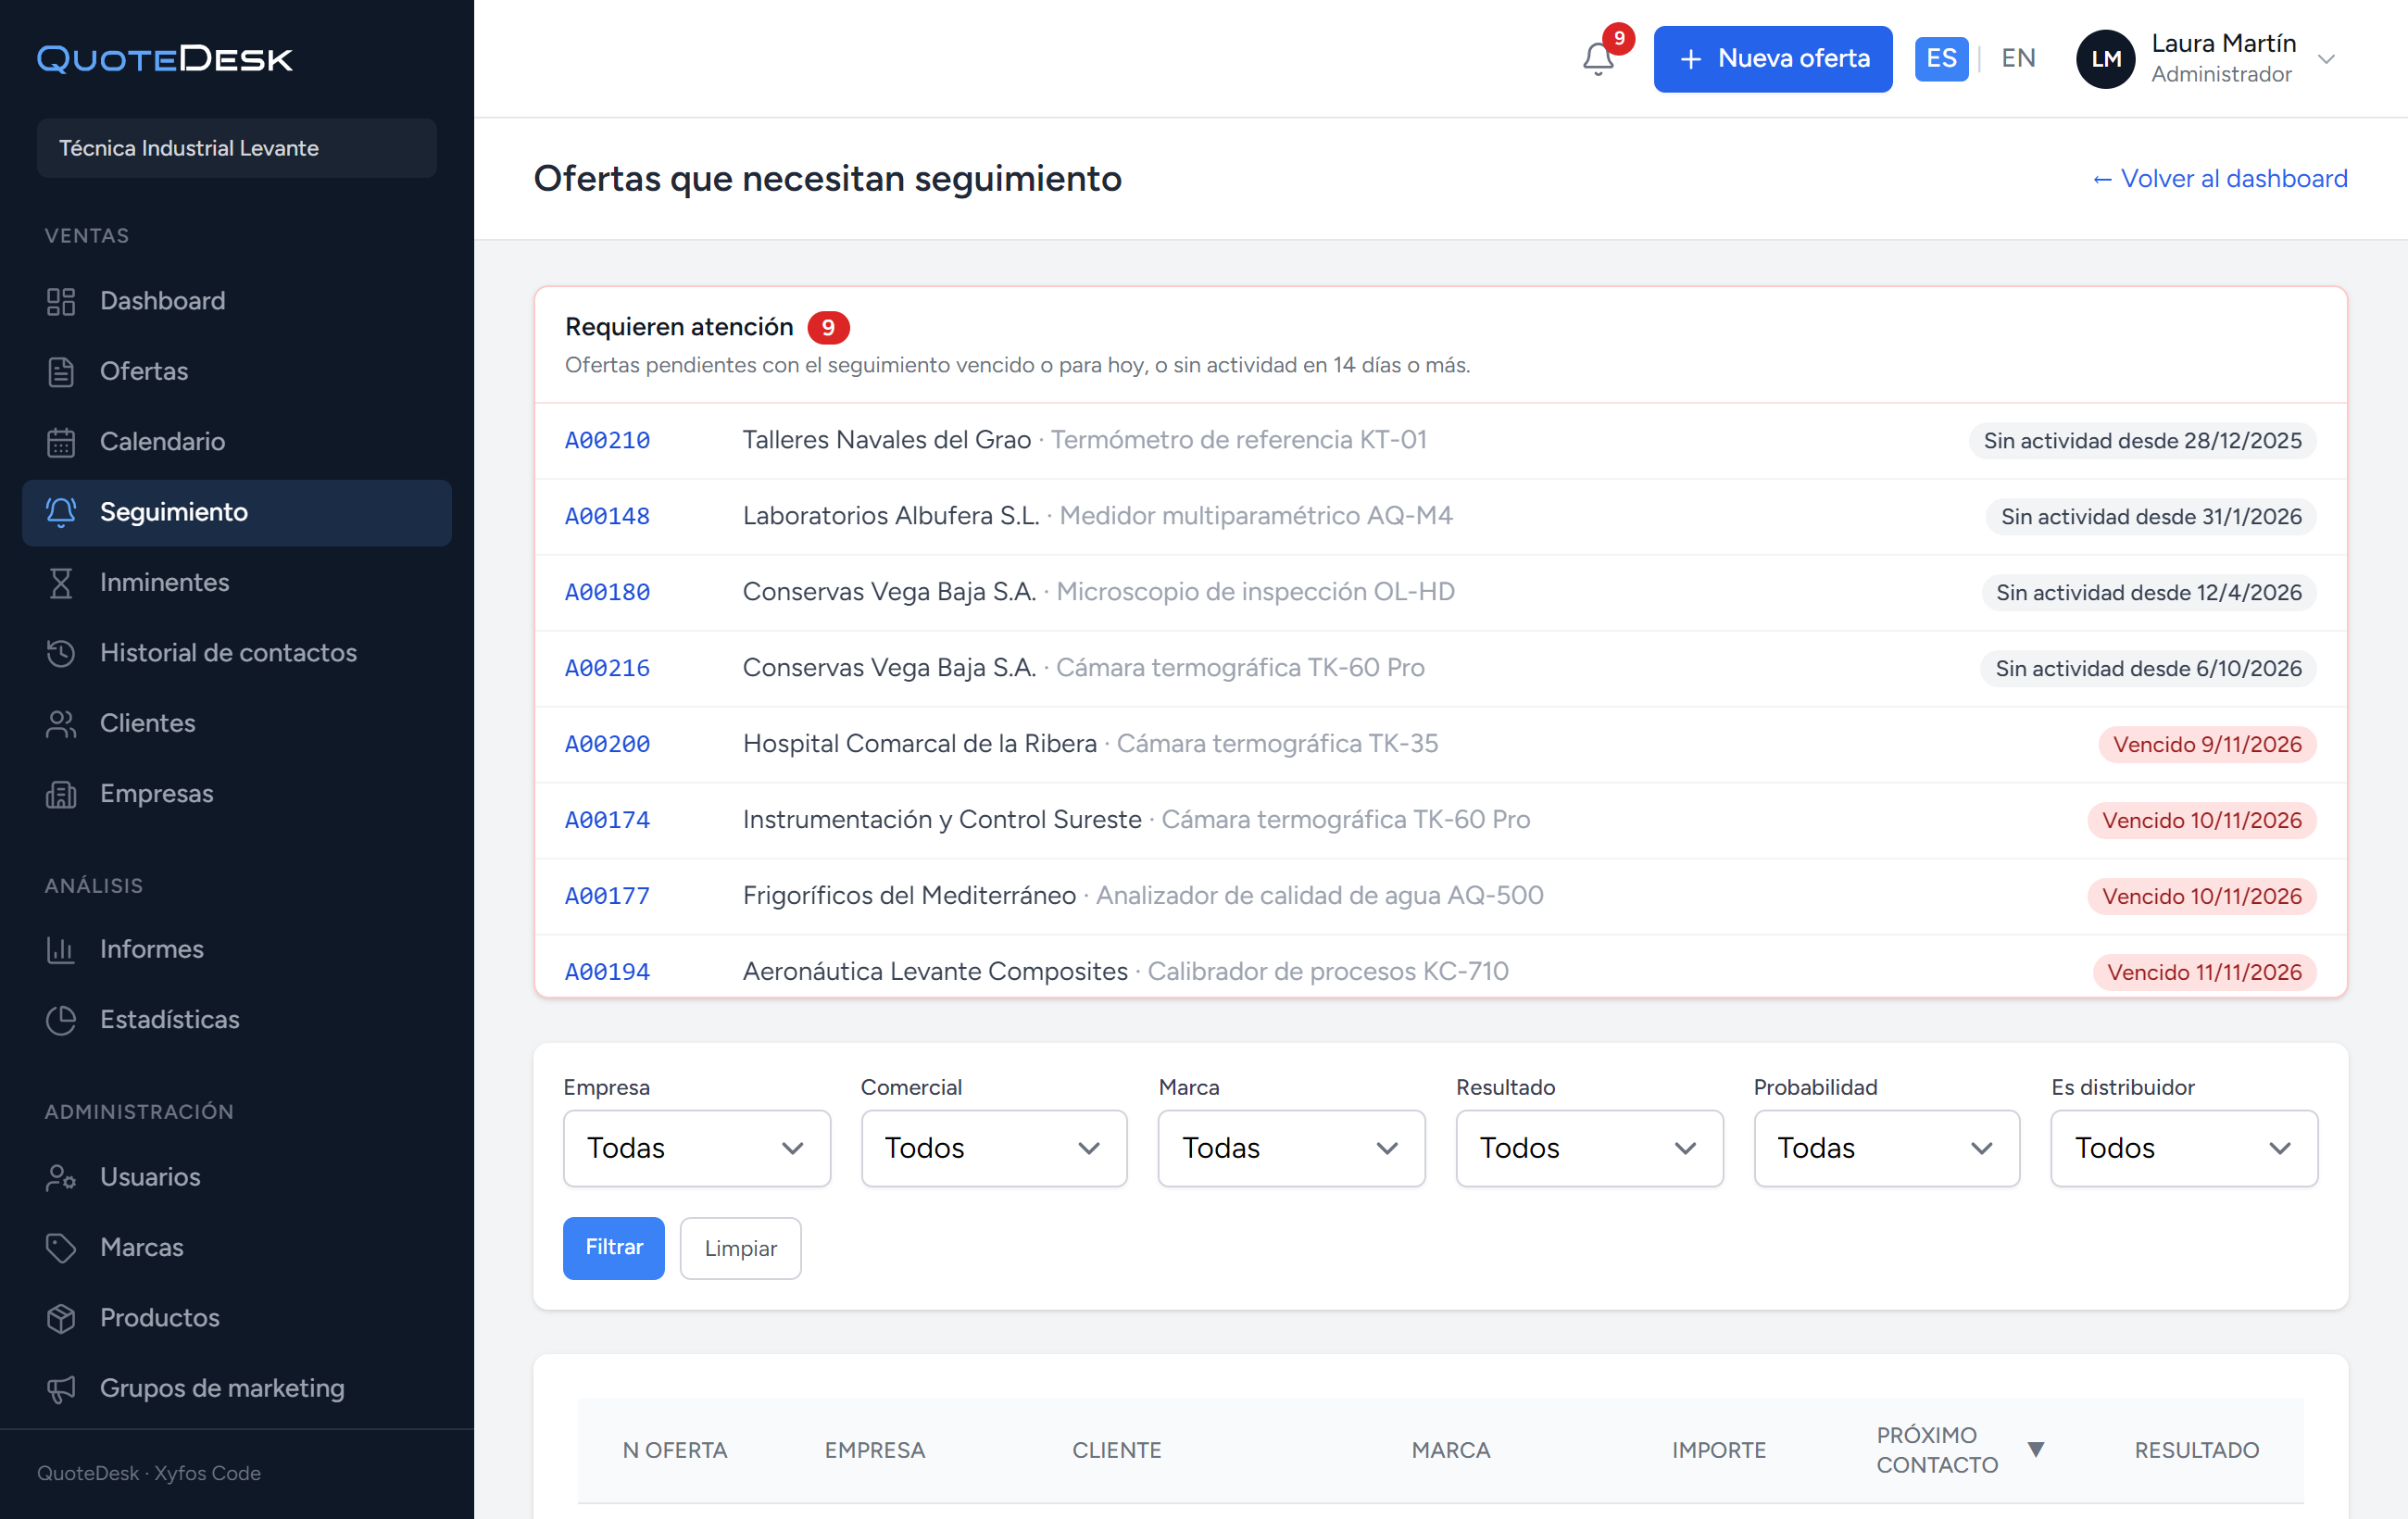 QUOTEDESK
Técnica Industrial Levante
VENTAS
Dashboard
Ofertas
Calendario
Seguimiento
Inminentes
Historial de contactos
Clientes
Empresas
ANÁLISIS
Informes
Estadísticas
ADMINISTRACIÓN
Usuarios
Marcas
Productos
Grupos de marketing
QuoteDesk · Xyfos Code
9
+ Nueva oferta
ES | EN
LM
Laura Martín
Administrador
Ofertas que necesitan seguimiento
← Volver al dashboard
Requieren atención 9
Ofertas pendientes con el seguimiento vencido o para hoy, o sin actividad en 14 días o más.
A00210 Talleres Navales del Grao · Termómetro de referencia KT-01 Sin actividad desde 28/12/2025
A00148 Laboratorios Albufera S.L. · Medidor multiparamétrico AQ-M4 Sin actividad desde 31/1/2026
A00180 Conservas Vega Baja S.A. · Microscopio de inspección OL-HD Sin actividad desde 12/4/2026
A00216 Conservas Vega Baja S.A. · Cámara termográfica TK-60 Pro Sin actividad desde 6/10/2026
A00200 Hospital Comarcal de la Ribera · Cámara termográfica TK-35 Vencido 9/11/2026
A00174 Instrumentación y Control Sureste · Cámara termográfica TK-60 Pro Vencido 10/11/2026
A00177 Frigoríficos del Mediterráneo · Analizador de calidad de agua AQ-500 Vencido 10/11/2026
A00194 Aeronáutica Levante Composites · Calibrador de procesos KC-710 Vencido 11/11/2026
Empresa Comercial Marca Resultado Probabilidad Es distribuidor
Todas Todos Todas Todos Todas Todos
Filtrar Limpiar
N OFERTA EMPRESA CLIENTE MARCA IMPORTE PRÓXIMO CONTACTO ▼ RESULTADO